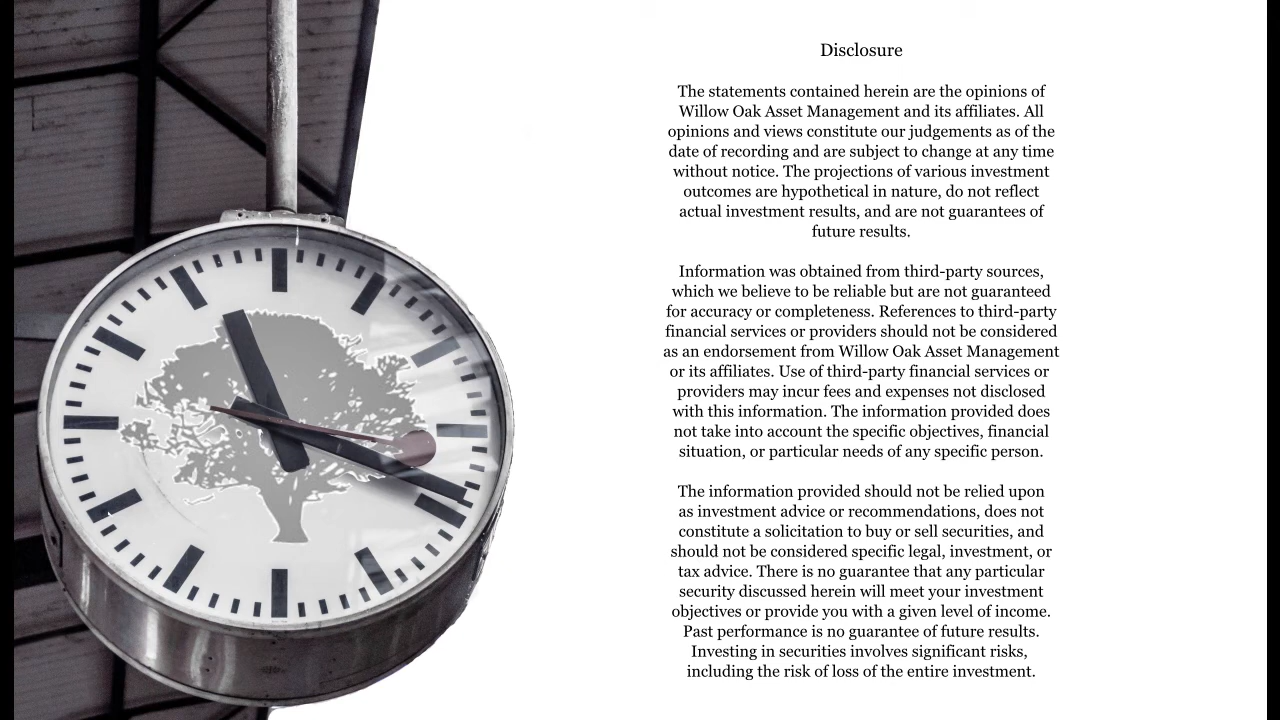 Disclosure
The statements contained herein are the opinions of
Willow Oak Asset Management and its affiliates. All
opinions and views constitute our judgements as of the
date of recording and are subject to change at any time
without notice. The projections of various investment
outcomes are hypothetical in nature, do not reflect
actual investment results, and are not guarantees of
future results.
Information was obtained from third-party sources,
which we believe to be reliable but are not guaranteed
for accuracy or completeness. References to third-party
financial services or providers should not be considered
as an endorsement from Willow Oak Asset Management
or its affiliates. Use of third-party financial services or
providers may incur fees and expenses not disclosed
with this information. The information provided does
not take into account the specific objectives, financial
situation, or particular needs of any specific person.
The information provided should not be relied upon
as investment advice or recommendations, does not
constitute a solicitation to buy or sell securities, and
should not be considered specific legal, investment, or
tax advice. There is no guarantee that any particular
security discussed herein will meet your investment
objectives or provide you with a given level of income.
Past performance is no guarantee of future results.
Investing in securities involves significant risks,
including the risk of loss of the entire investment.